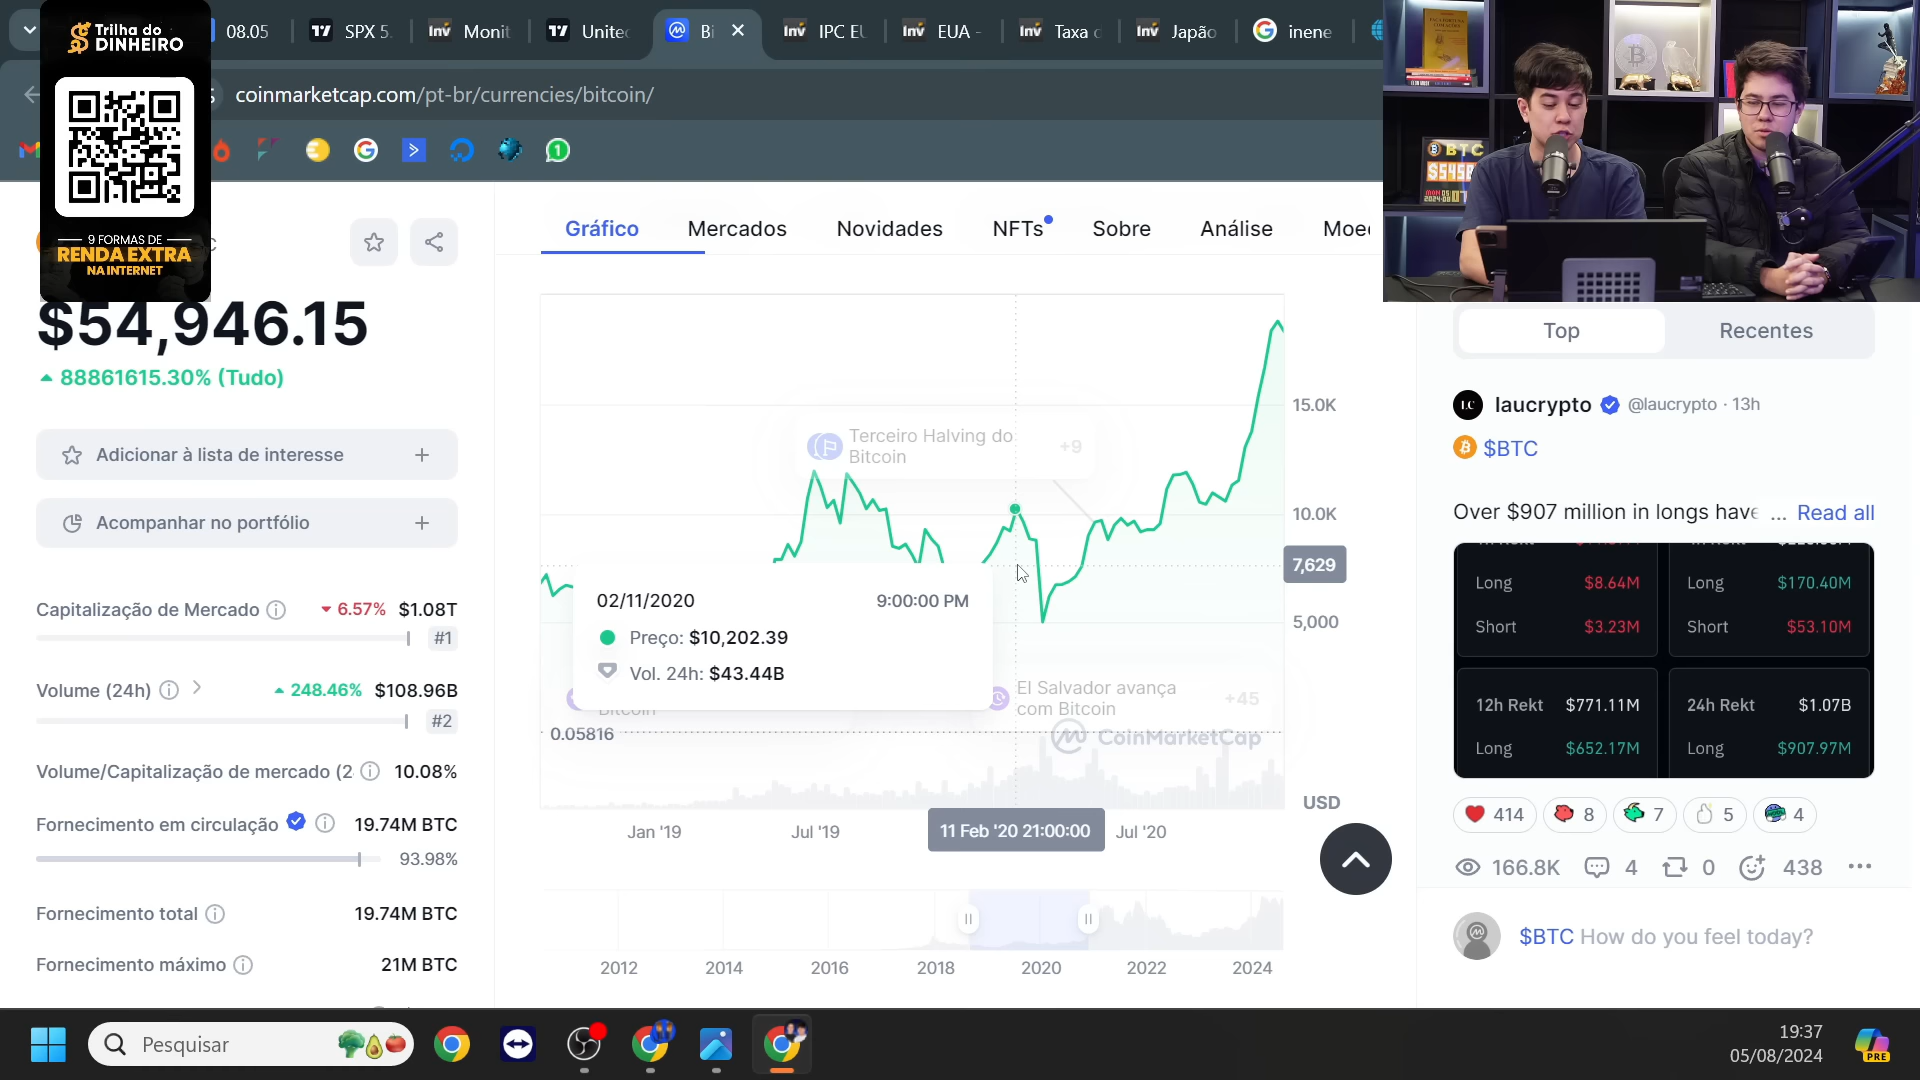 Trilha do
DINHEIRO
9 FORMAS DE
RENDA EXTRA
NA INTERNET
08.05
SPX 5
Monit
Unite
Bi
IPC EU
EUA -
Taxa
Japão
inene
coinmarketcap.com/pt-br/currencies/bitcoin/
BTC
$5458
$54,946.15
88861615.30% (Tudo)
Adicionar à lista de interesse
Acompanhar no portfólio
Capitalização de Mercado
6.57% $1.08T
#1
Volume (24h)
248.46% $108.96B
#2
Volume/Capitalização de mercado (2
10.08%
Fornecimento em circulação
19.74M BTC
93.98%
Fornecimento total
19.74M BTC
Fornecimento máximo
21M BTC
Gráfico
Mercados
Novidades
NFTs
Sobre
Análise
Moed
Terceiro Halving do
Bitcoin
+9
15.0K
10.0K
7,629
5,000
02/11/2020
9:00:00 PM
Preço: $10,202.39
Vol. 24h: $43.44B
Bitcoin
El Salvador avança
com Bitcoin
+45
0.05816
CoinMarketCap
USD
Jan '19
Jul '19
11 Feb '20 21:00:00
Jul '20
2012
2014
2016
2018
2020
2022
2024
Top
Recentes
LC
laucrypto
@laucrypto · 13h
$BTC
Over $907 million in longs have
... Read all
Long $8.64M
Short $3.23M
Long $170.40M
Short $53.10M
12h Rekt $771.11M
Long $652.17M
24h Rekt $1.07B
Long $907.97M
414
8
7
5
4
166.8K
4
0
438
$BTC How do you feel today?
Pesquisar
19:37
05/08/2024
PRE